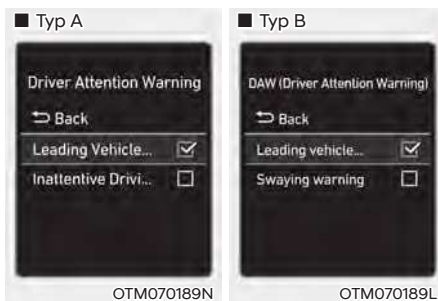 ■ Typ A
Driver Attention Warning
Back
Leading Vehicle...
Inattentive Drivi...
OTM070189N
■ Typ B
DAW (Driver Attention Warning)
Back
Leading vehicle...
Swaying warning
OTM070189L